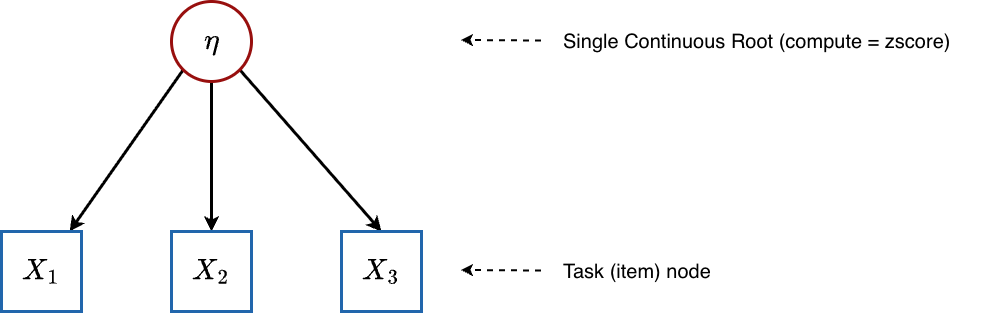 η
Single Continuous Root (compute = zscore)
X₁
X₂
X₃
Task (item) node